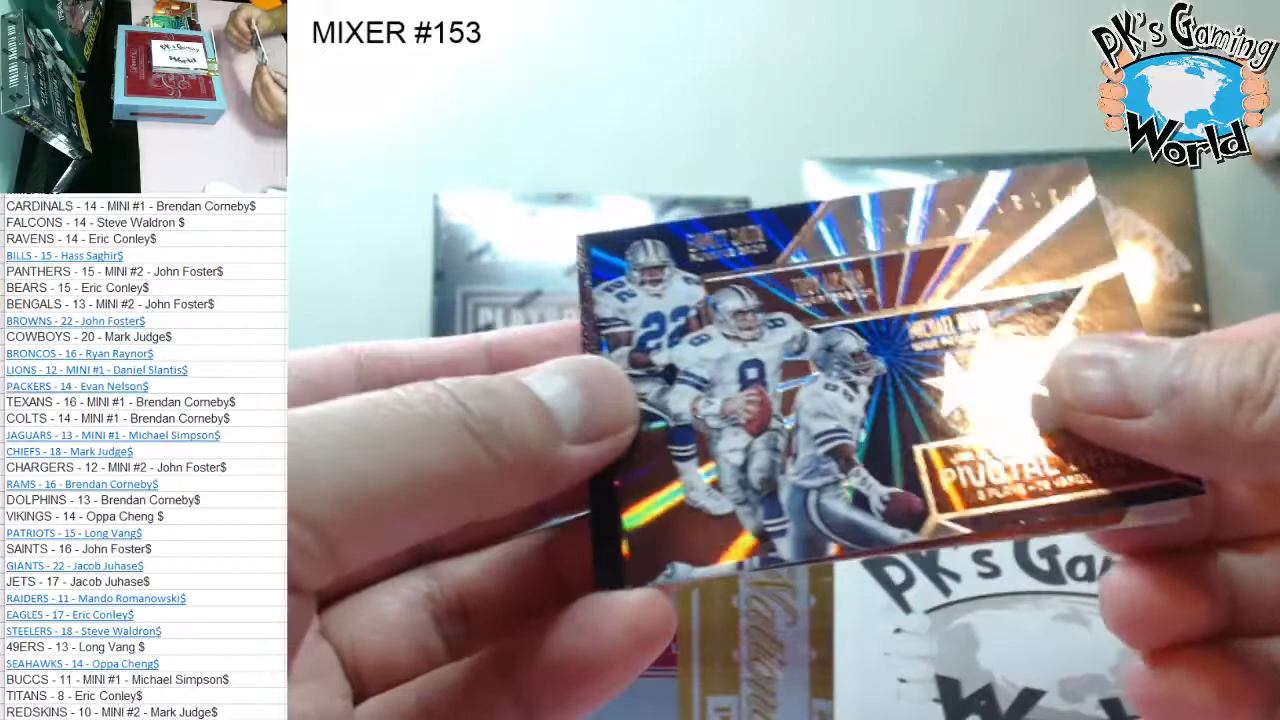 MIXER #153
PK's Gaming
World
CARDINALS - 14 - MINI #1 - Brendan Corneby$
FALCONS - 14 - Steve Waldron $
RAVENS - 14 - Eric Conley$
BILLS - 15 - Hass Saghir$
PANTHERS - 15 - MINI #2 - John Foster$
BEARS - 15 - Eric Conley$
BENGALS - 13 - MINI #2 - John Foster$
BROWNS - 22 - John Foster$
COWBOYS - 20 - Mark Judge$
BRONCOS - 16 - Ryan Raynor$
LIONS - 12 - MINI #1 - Daniel Slantis$
PACKERS - 14 - Evan Nelson$
TEXANS - 16 - MINI #1 - Brendan Corneby$
COLTS - 14 - MINI #1 - Brendan Corneby$
JAGUARS - 13 - MINI #1 - Michael Simpson$
CHIEFS - 18 - Mark Judge$
CHARGERS - 12 - MINI #2 - John Foster$
RAMS - 16 - Brendan Corneby$
DOLPHINS - 13 - Brendan Corneby$
VIKINGS - 14 - Oppa Cheng $
PATRIOTS - 15 - Long Vang$
SAINTS - 16 - John Foster$
GIANTS - 22 - Jacob Juhase$
JETS - 17 - Jacob Juhase$
RAIDERS - 11 - Mando Romanowski$
EAGLES - 17 - Eric Conley$
STEELERS - 18 - Steve Waldron$
49ERS - 13 - Long Vang $
SEAHAWKS - 14 - Oppa Cheng$
BUCCS - 11 - MINI #1 - Michael Simpson$
TITANS - 8 - Eric Conley$
REDSKINS - 10 - MINI #2 - Mark Judge$
22
8
8
MICHAEL
PIVOTAL
PK's